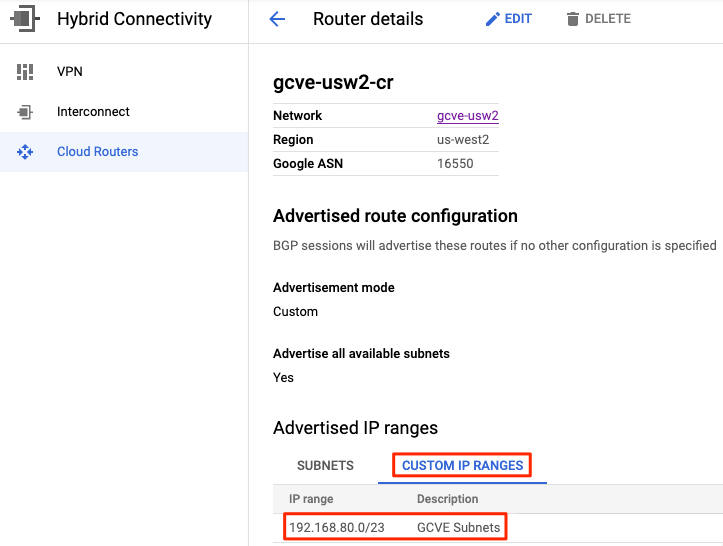 Hybrid Connectivity
Router details
EDIT
DELETE
VPN
Interconnect
Cloud Routers
gcve-usw2-cr
Network gcve-usw2
Region us-west2
Google ASN 16550
Advertised route configuration
BGP sessions will advertise these routes if no other configuration is specified
Advertisement mode
Custom
Advertise all available subnets
Yes
Advertised IP ranges
SUBNETS CUSTOM IP RANGES
IP range Description
192.168.80.0/23 GCVE Subnets